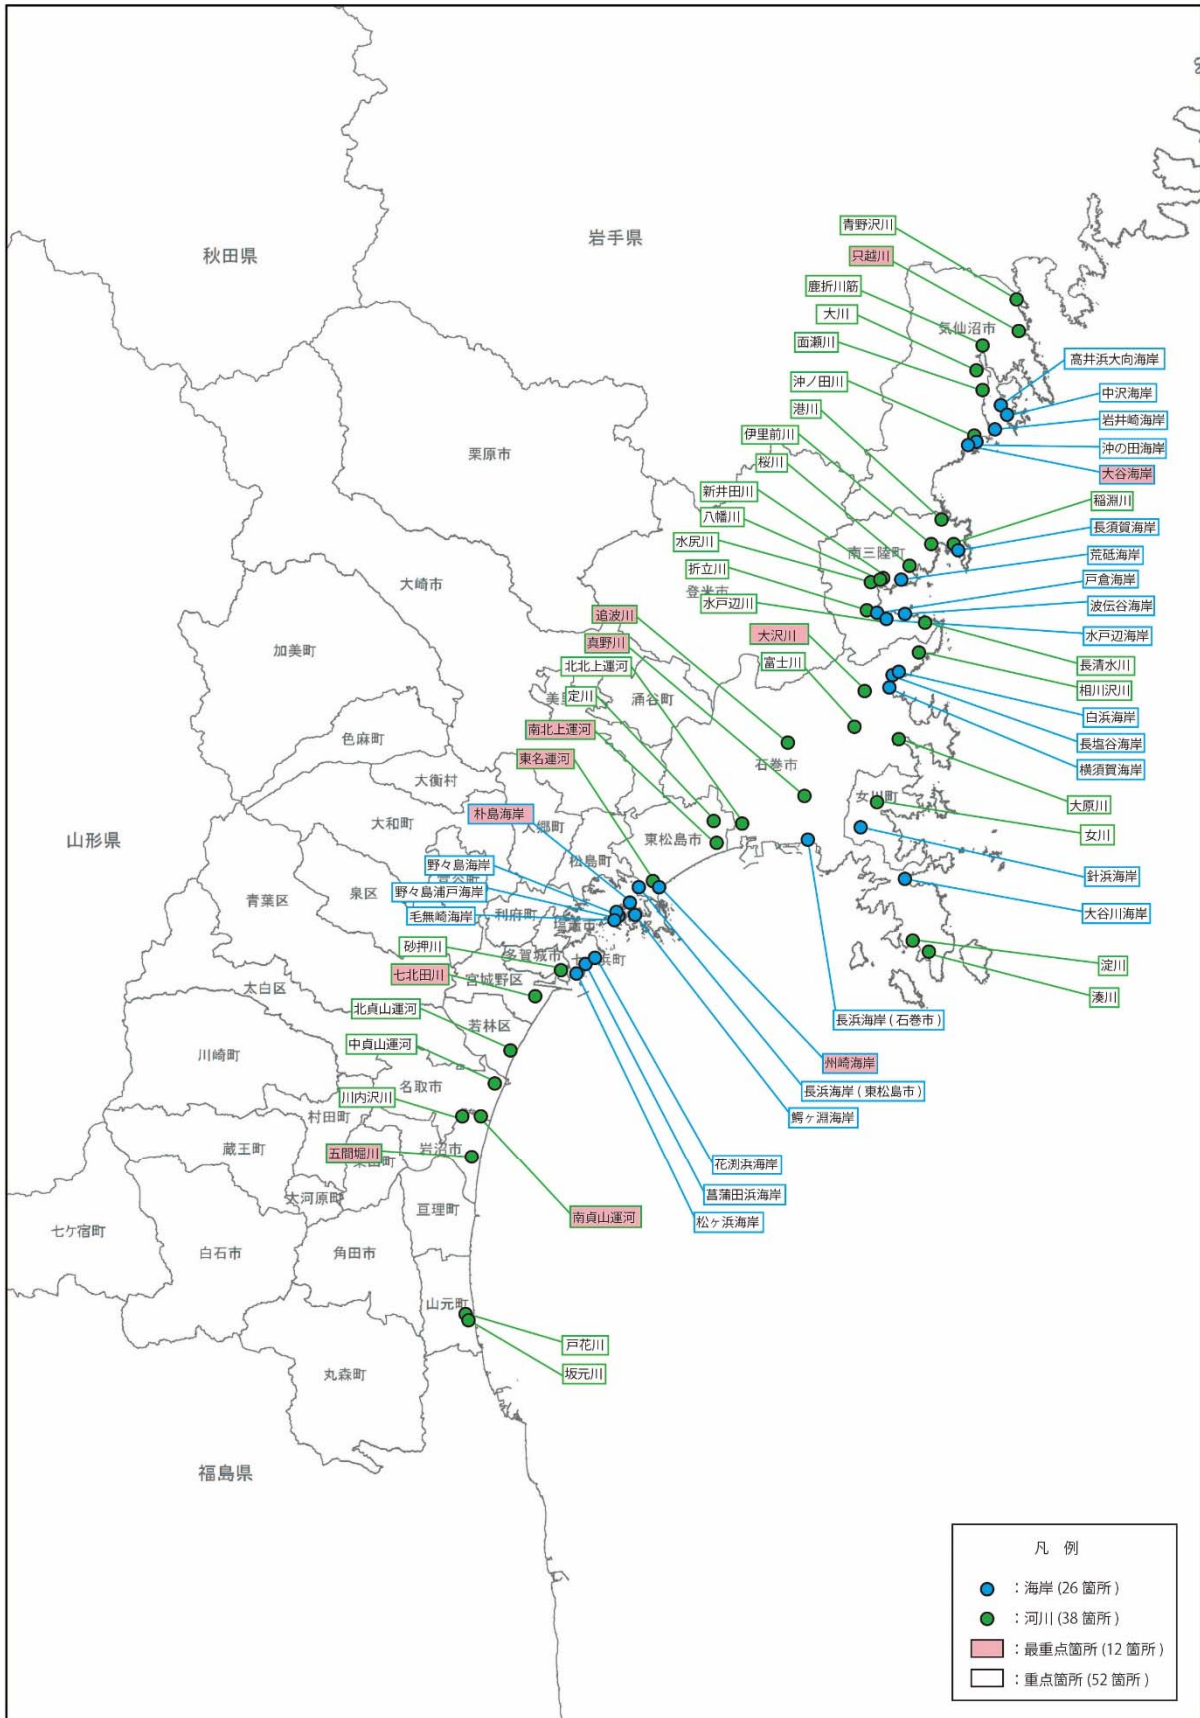 秋田県
岩手県
山形県
福島県
青野沢川
只越川
鹿折川筋
大川
面瀬川
沖ノ田川
港川
伊里前川
桜川
新井田川
八幡川
水尻川
折立川
水戸辺川
追波川
真野川
北北上運河
定川
南北上運河
東名運河
大沢川
富士川
朴島海岸
野々島海岸
野々島浦戸海岸
毛無崎海岸
砂押川
七北田川
北貞山運河
中貞山運河
川内沢川
五間堀川
気仙沼市
栗原市
南三陸町
登米市
大崎市
加美町
色麻町
涌谷町
石巻市
女川町
大衡村
大和町
大郷町
松島町
東松島市
青葉区
泉区
利府町
多賀城市
宮城野区
太白区
若林区
川崎町
名取市
村田町
岩沼市
蔵王町
大河原町
亘理町
七ケ宿町
白石市
角田市
山元町
丸森町
高井浜大向海岸
中沢海岸
岩井崎海岸
沖の田海岸
大谷海岸
稲淵川
長須賀海岸
荒砥海岸
戸倉海岸
波伝谷海岸
水戸辺海岸
長清水川
相川沢川
白浜海岸
長塩谷海岸
横須賀海岸
大原川
女川
針浜海岸
大谷川海岸
淀川
湊川
長浜海岸(石巻市)
州崎海岸
長浜海岸(東松島市)
鰐ヶ淵海岸
花渕浜海岸
菖蒲田浜海岸
松ヶ浜海岸
南貞山運河
戸花川
坂元川
凡 例
：海岸(26箇所)
：河川(38箇所)
：最重点箇所(12箇所)
：重点箇所(52箇所)